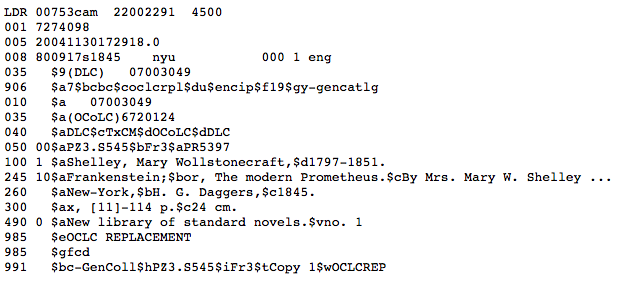 LDR 00753cam  22002291  4500
001 7274098
005 20041130172918.0
008 800917s1845    nyu           000 1 eng
035   $9(DLC)   07003049
906   $a7$bcbc$coclcrpl$du$encip$f19$gy-gencatlg
010   $a   07003049
035   $a(OCoLC)6720124
040   $aDLC$cTxCM$dOCoLC$dDLC
050 00$aPZ3.S545$bFr3$aPR5397
100 1 $aShelley, Mary Wollstonecraft,$d1797-1851.
245 10$aFrankenstein;$bor, The modern Prometheus.$cBy Mrs. Mary W. Shelley ...
260   $aNew-York,$bH. G. Daggers,$c1845.
300   $ax, [11]-114 p.$c24 cm.
490 0 $aNew library of standard novels.$vno. 1
985   $eOCLC REPLACEMENT
985   $gfcd
991   $bc-GenColl$hPZ3.S545$iFr3$tCopy 1$wOCLCREP